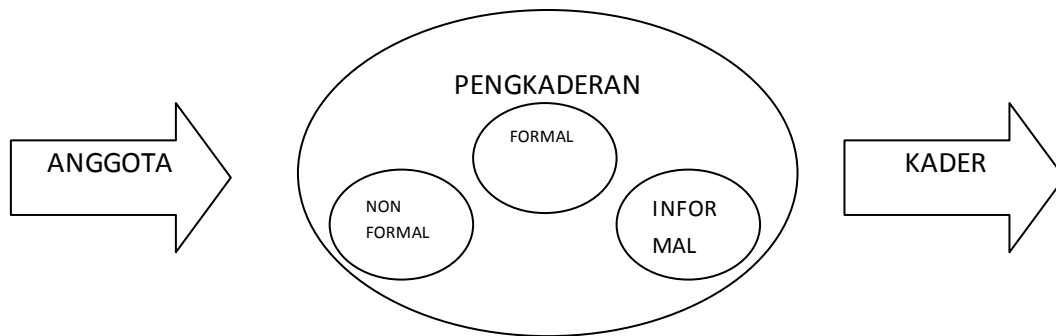 ANGGOTA
PENGKADERAN
FORMAL
NON
FORMAL
INFOR
MAL
KADER